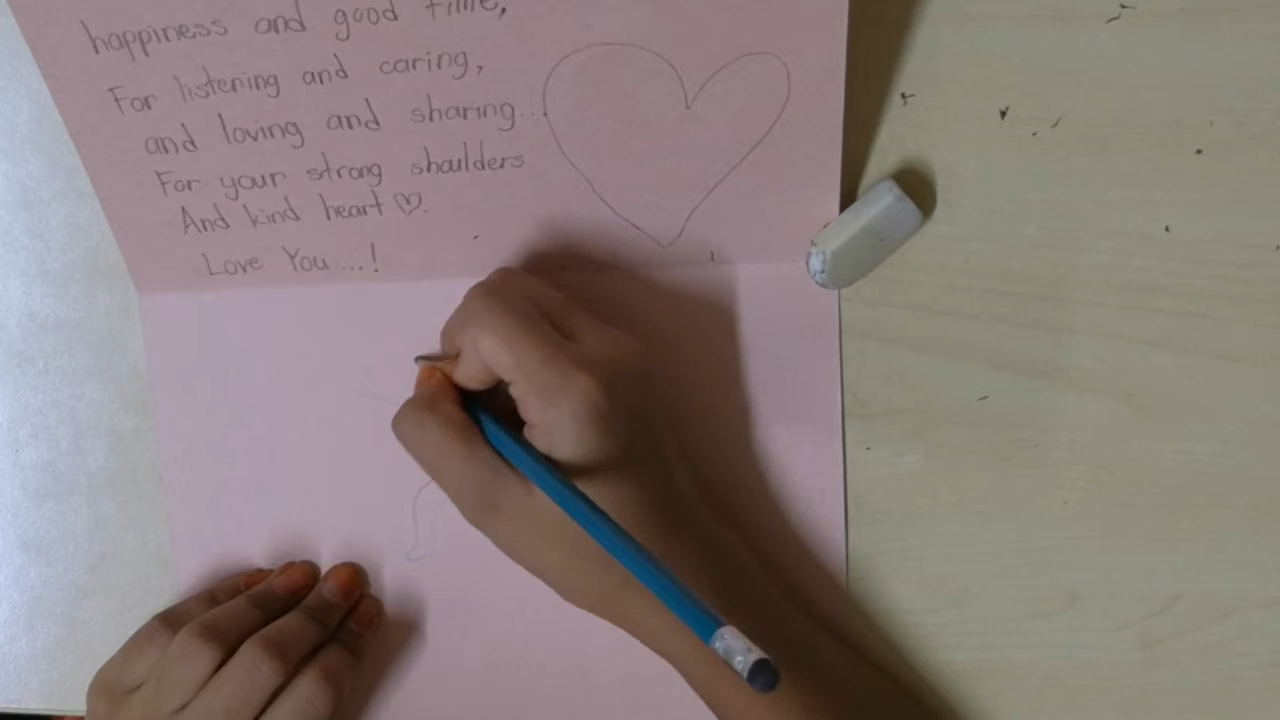 happiness and good time,
For listening and caring,
and loving and sharing...
For your strong shoulders
And kind heart ♡.
Love You...!